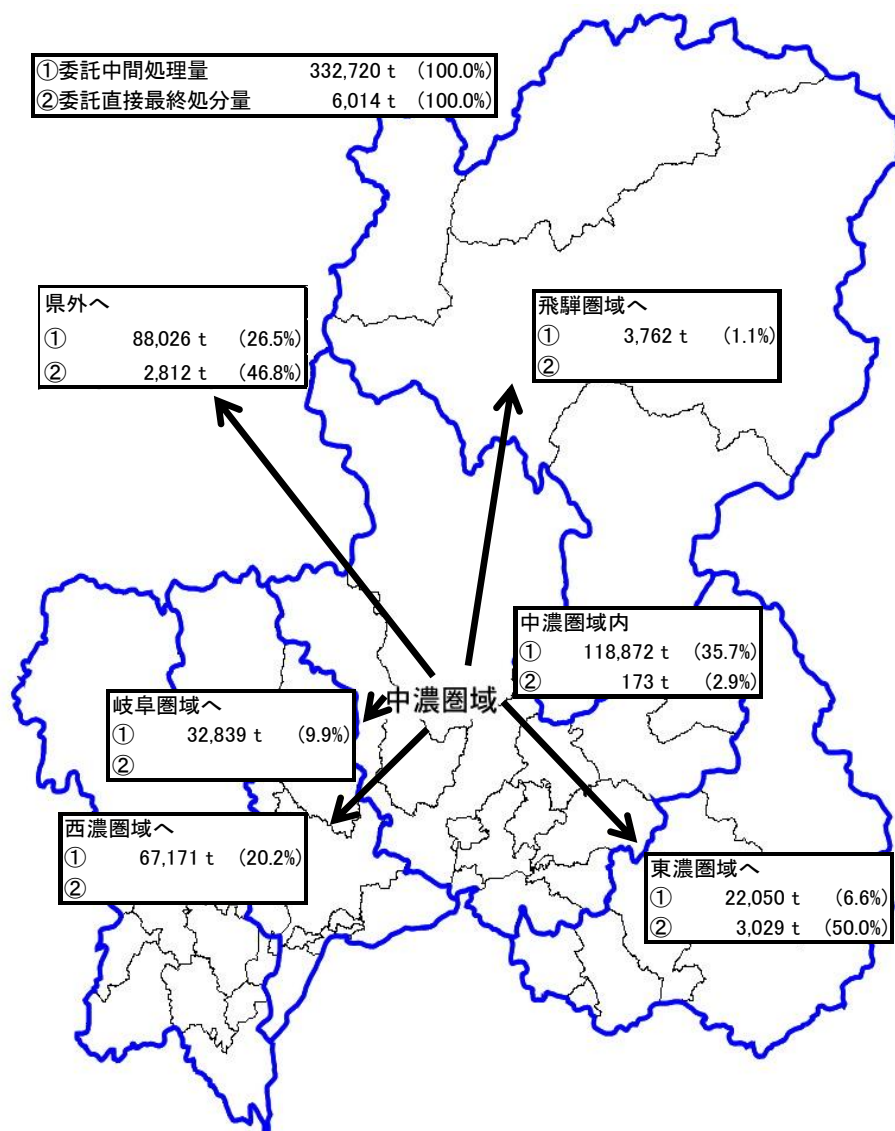 ①委託中間処理量 332,720 t (100.0%)
②委託直接最終処分量 6,014 t (100.0%)
県外へ
① 88,026 t (26.5%)
② 2,812 t (46.8%)
飛騨圏域へ
① 3,762 t (1.1%)
②
中濃圏域内
① 118,872 t (35.7%)
② 173 t (2.9%)
中濃圏域
岐阜圏域へ
① 32,839 t (9.9%)
②
西濃圏域へ
① 67,171 t (20.2%)
②
東濃圏域へ
① 22,050 t (6.6%)
② 3,029 t (50.0%)